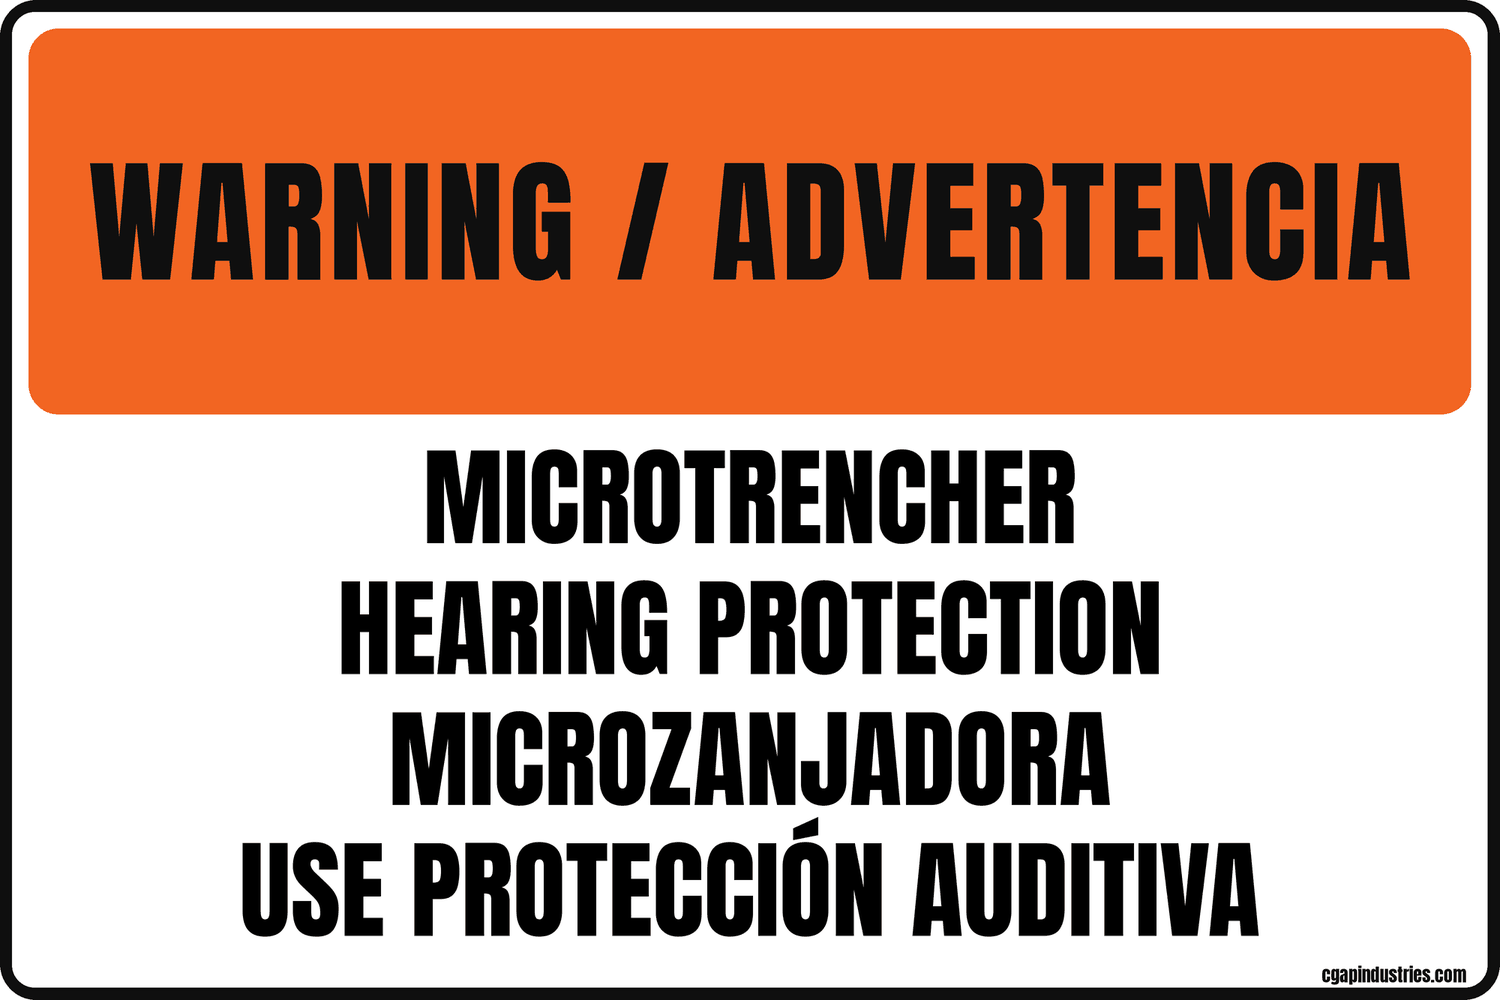 WARNING / ADVERTENCIA
MICROTRENCHER
HEARING PROTECTION
MICROZANJADORA
USE PROTECCIÓN AUDITIVA
cgapindustries.com